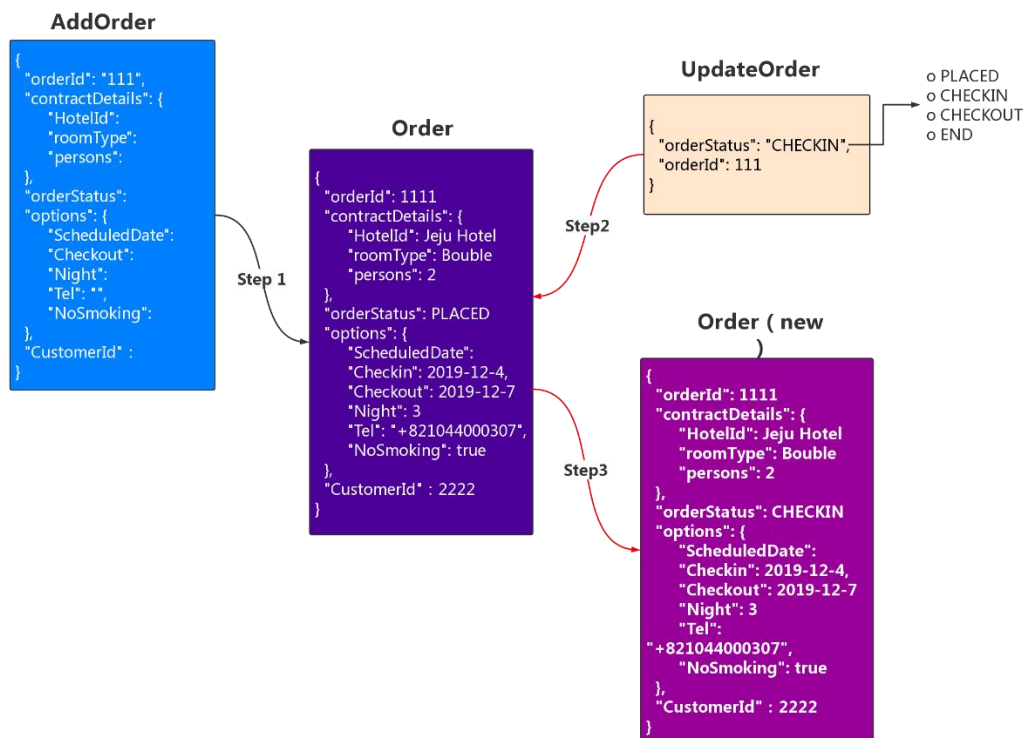 AddOrder
{
"orderId": "111",
"contractDetails": {
"HotelId":
"roomType":
"persons":
},
"orderStatus":
"options": {
"ScheduledDate":
"Checkout":
"Night":
"Tel": "",
"NoSmoking":
},
"CustomerId" :
}
Step 1
Order
{
"orderId": 1111
"contractDetails": {
"HotelId": Jeju Hotel
"roomType": Bouble
"persons": 2
},
"orderStatus": PLACED
"options": {
"ScheduledDate":
"Checkin": 2019-12-4,
"Checkout": 2019-12-7
"Night": 3
"Tel": "+821044000307",
"NoSmoking": true
},
"CustomerId" : 2222
}
UpdateOrder
{
"orderStatus": "CHECKIN",
"orderId": 111
}
o PLACED
o CHECKIN
o CHECKOUT
o END
Step2
Step3
Order ( new
)
{
"orderId": 1111
"contractDetails": {
"HotelId": Jeju Hotel
"roomType": Bouble
"persons": 2
},
"orderStatus": CHECKIN
"options": {
"ScheduledDate":
"Checkin": 2019-12-4,
"Checkout": 2019-12-7
"Night": 3
"Tel":
"+821044000307",
"NoSmoking": true
},
"CustomerId" : 2222
}